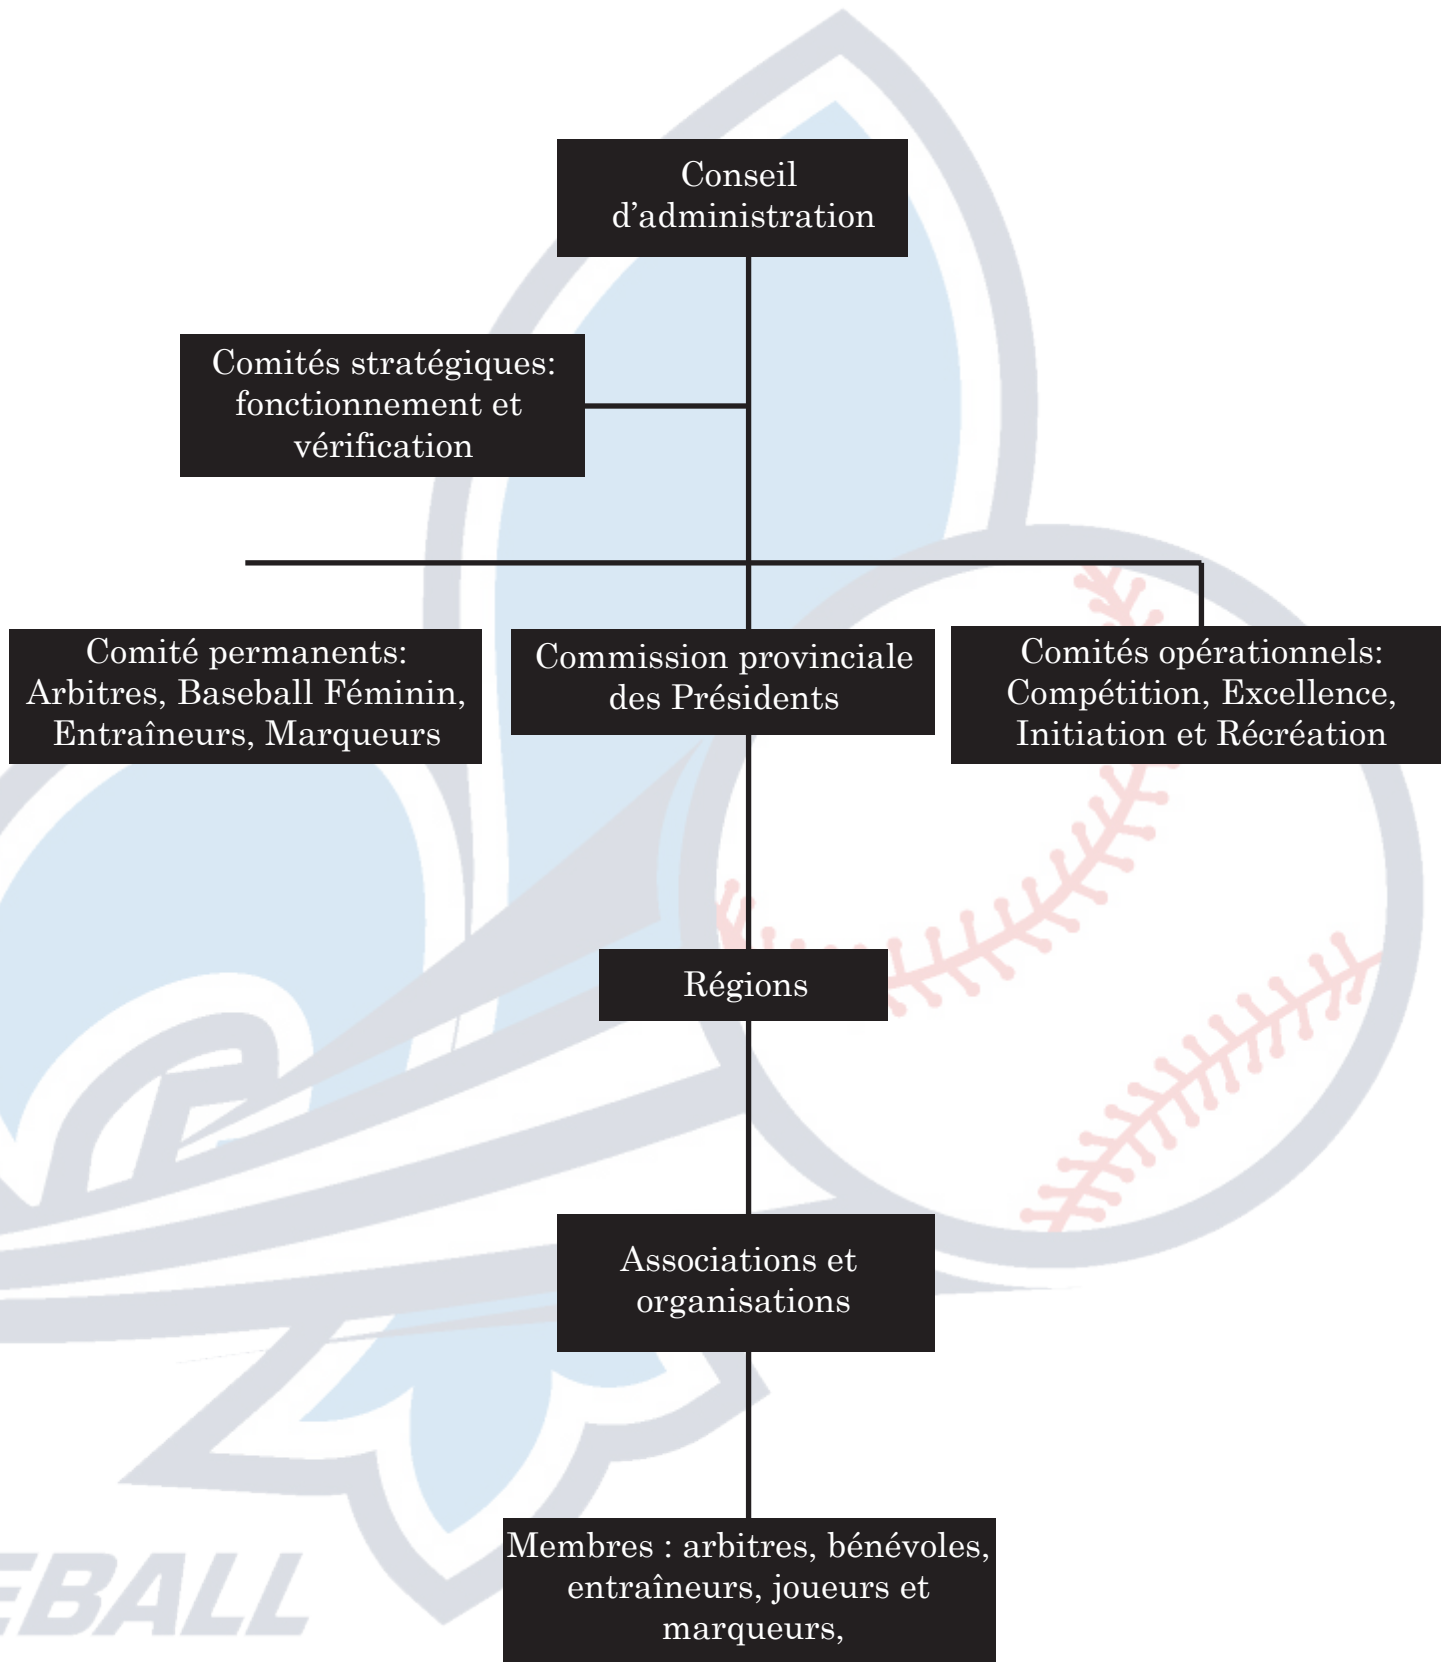 Conseil
d’administration
Comités stratégiques:
fonctionnement et
vérification
Comité permanents:
Arbitres, Baseball Féminin,
Entraîneurs, Marqueurs
Commission provinciale
des Présidents
Comités opérationnels:
Compétition, Excellence,
Initiation et Récréation
Régions
Associations et
organisations
Membres : arbitres, bénévoles,
entraîneurs, joueurs et
marqueurs,
EBALL